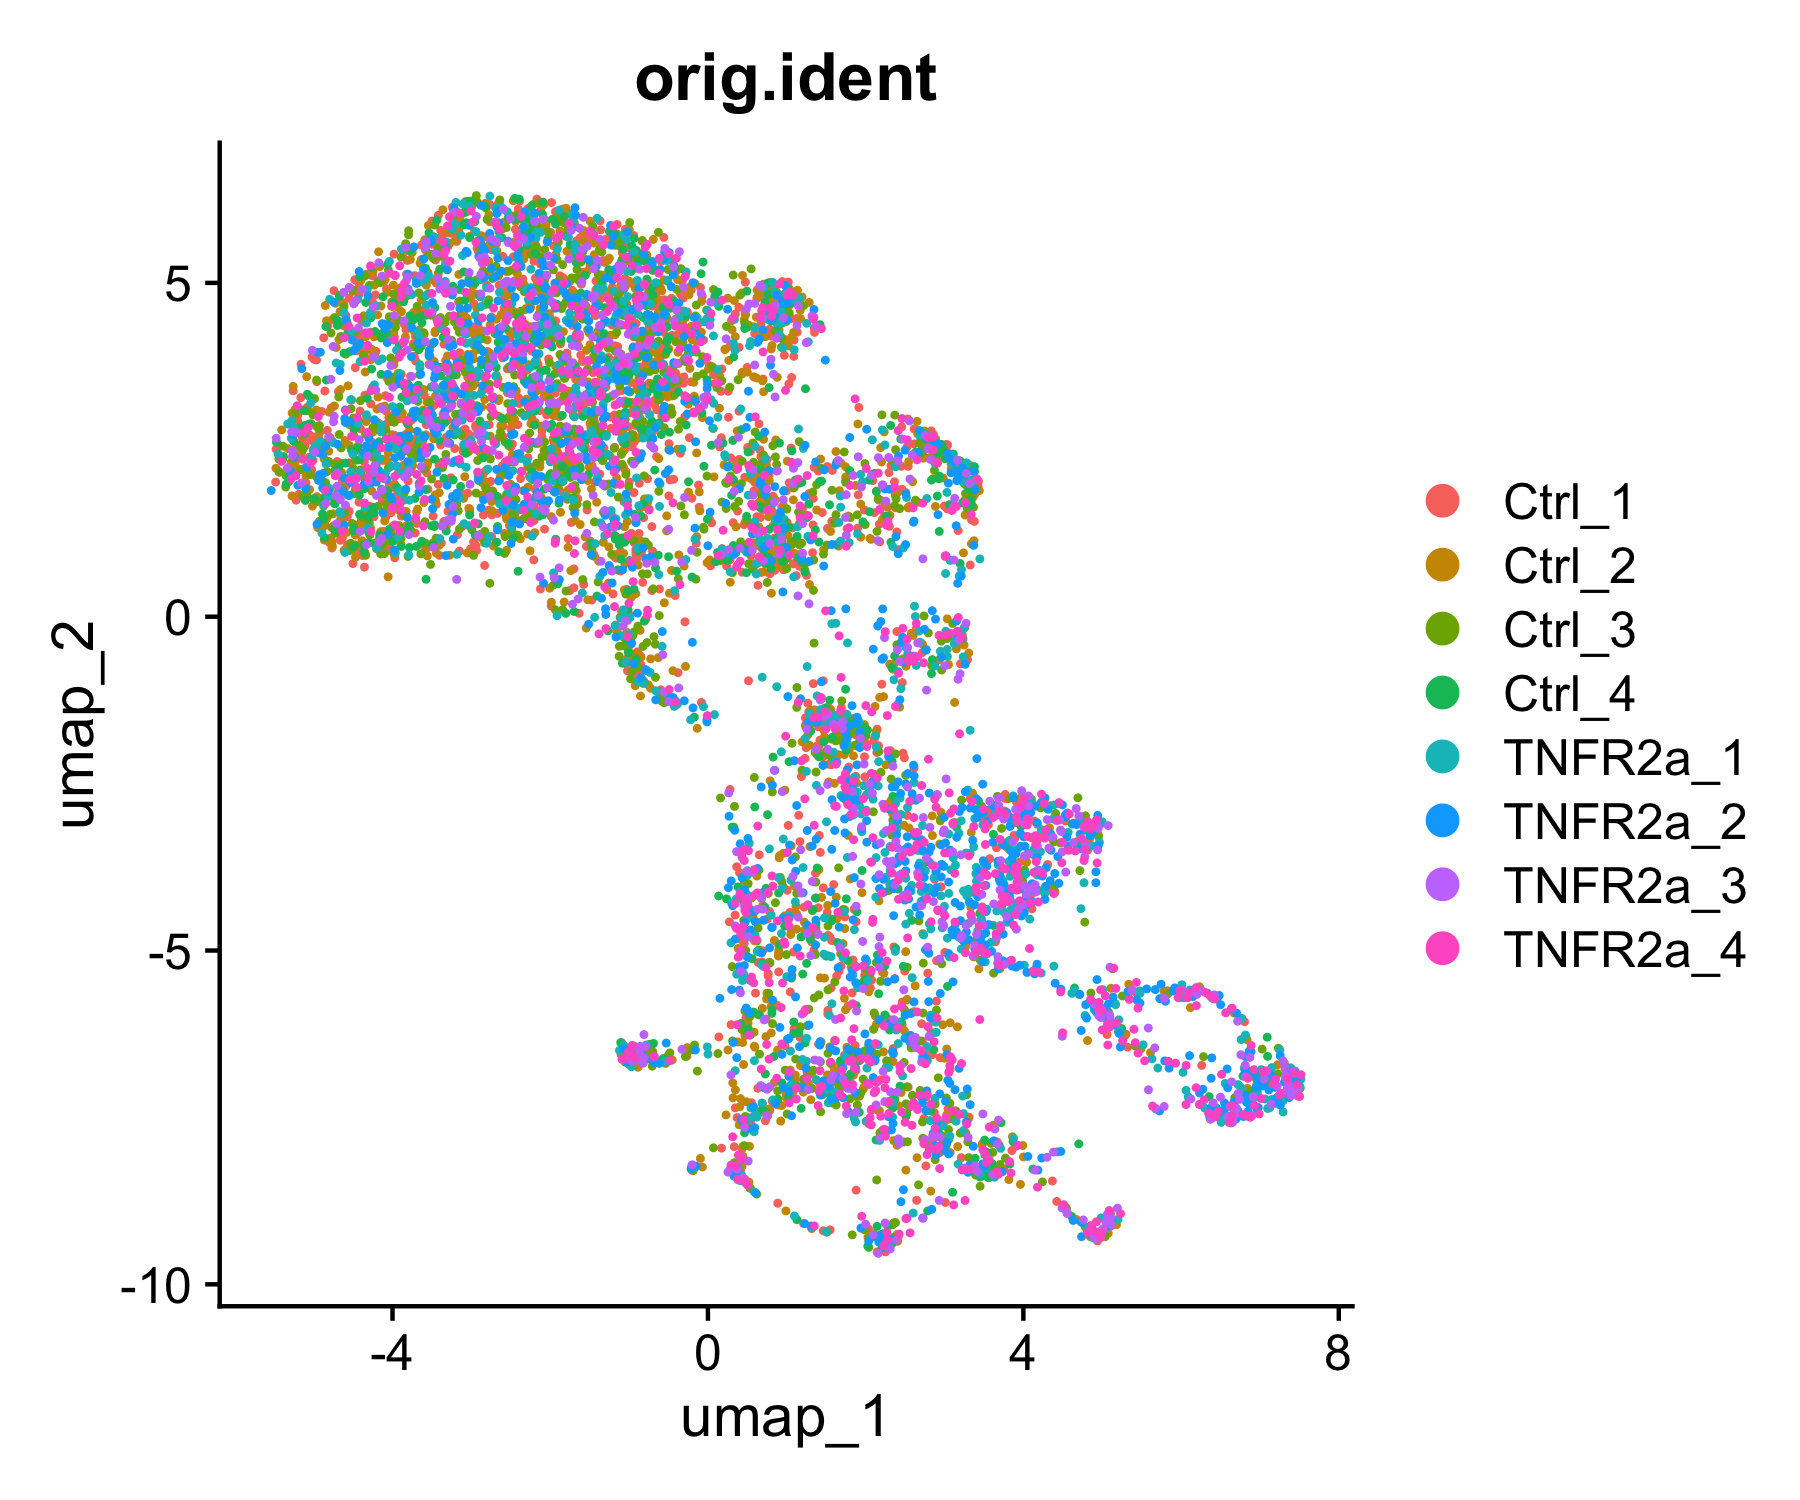 orig.ident
umap_2
5
0
-5
-10
-4
0
4
8
umap_1
Ctrl_1
Ctrl_2
Ctrl_3
Ctrl_4
TNFR2a_1
TNFR2a_2
TNFR2a_3
TNFR2a_4